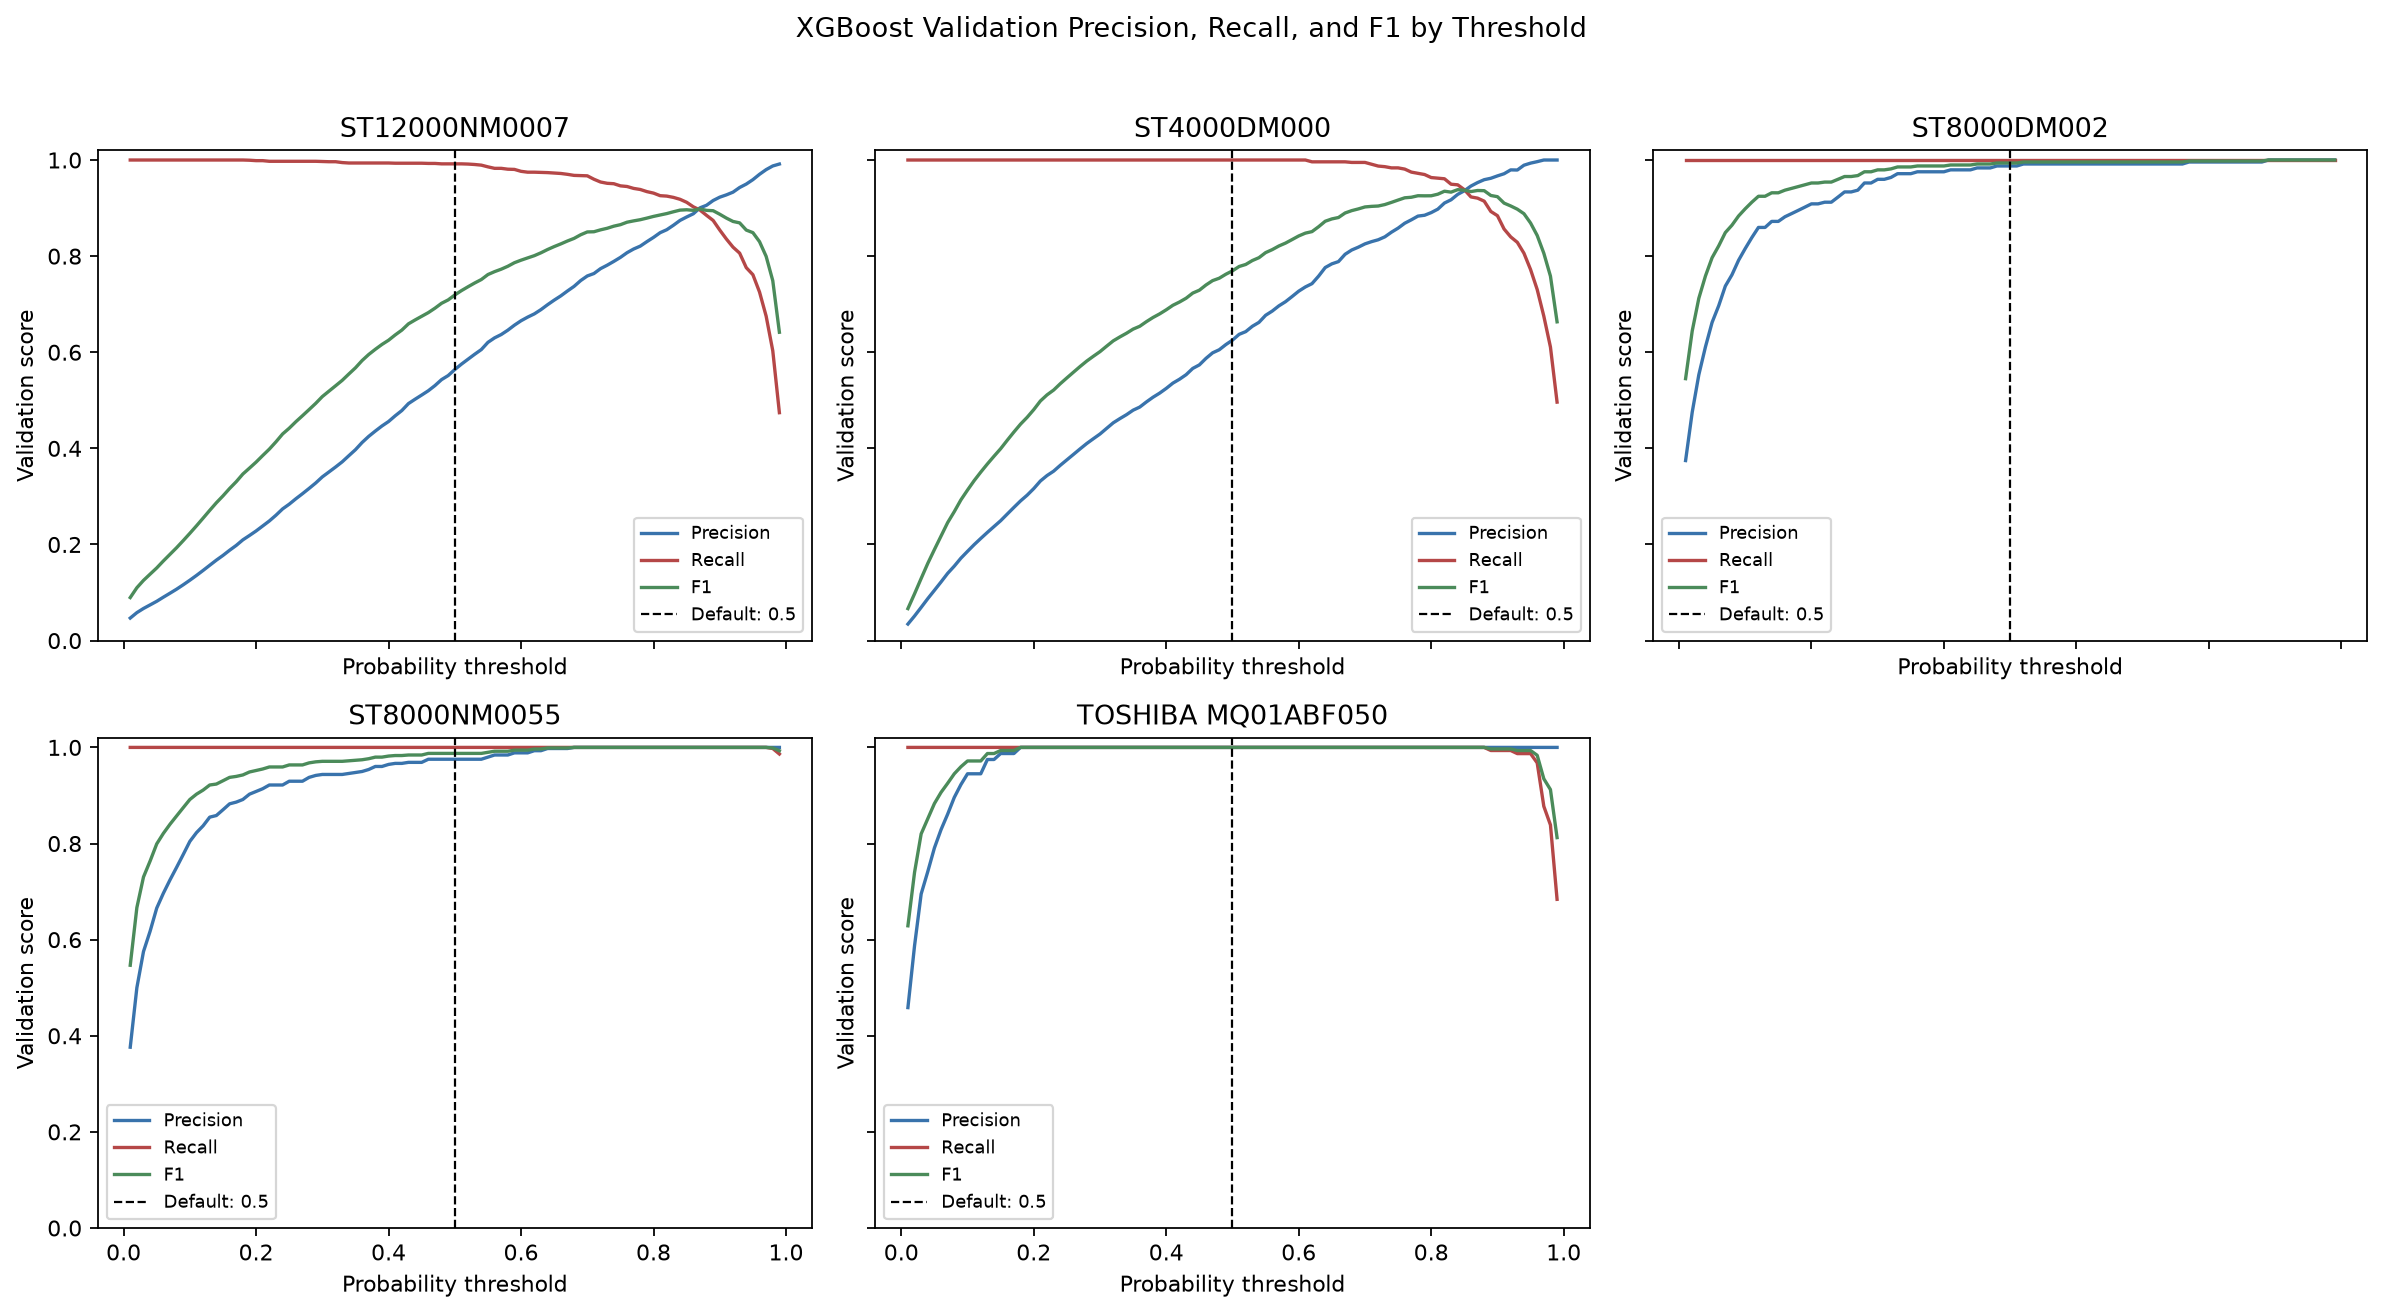 XGBoost Validation Precision, Recall, and F1 by Threshold
ST12000NM0007
1.0
0.8
0.6
0.4
0.2
0.0
Validation score
Precision
Recall
F1
Default: 0.5
Probability threshold
ST4000DM000
Validation score
Precision
Recall
F1
Default: 0.5
Probability threshold
ST8000DM002
Validation score
Precision
Recall
F1
Default: 0.5
Probability threshold
ST8000NM0055
1.0
0.8
0.6
0.4
0.2
0.0
Validation score
Precision
Recall
F1
Default: 0.5
0.0 0.2 0.4 0.6 0.8 1.0
Probability threshold
TOSHIBA MQ01ABF050
Validation score
Precision
Recall
F1
Default: 0.5
0.0 0.2 0.4 0.6 0.8 1.0
Probability threshold